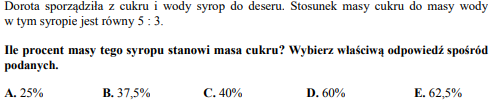 Dorota sporządziła z cukru i wody syrop do deseru. Stosunek masy cukru do masy wody
w tym syropie jest równy 5 : 3.
Ile procent masy tego syropu stanowi masa cukru? Wybierz właściwą odpowiedź spośród
podanych.
A. 25% B. 37,5% C. 40% D. 60% E. 62,5%